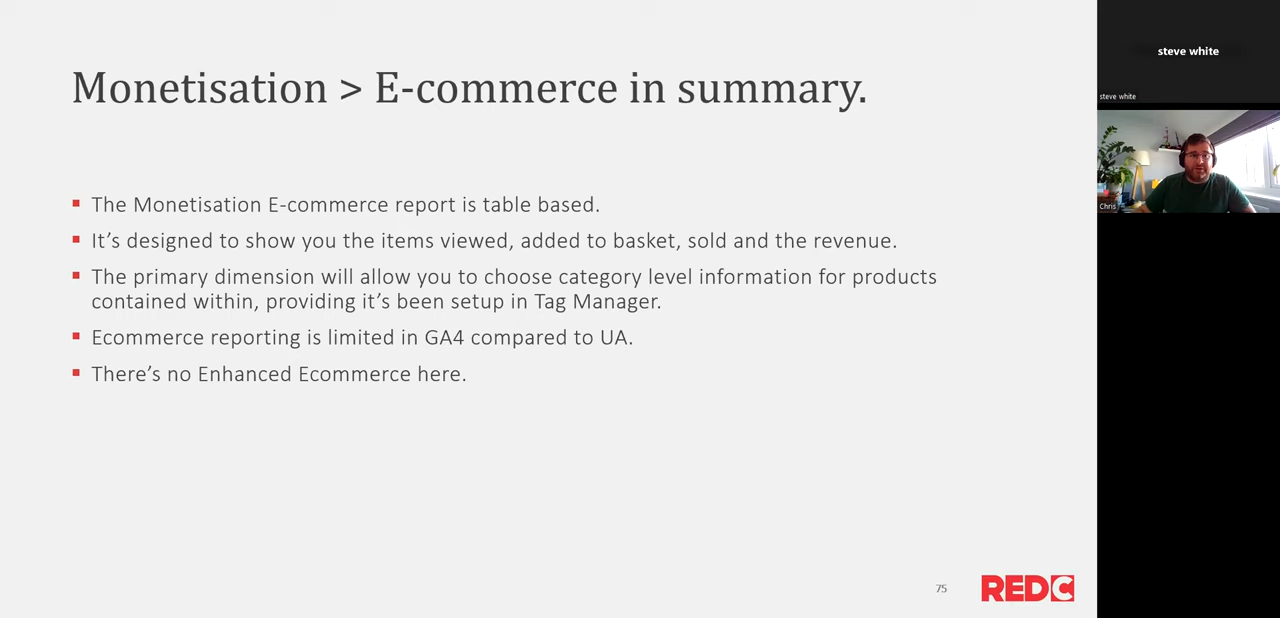 Monetisation > E-commerce in summary.
The Monetisation E-commerce report is table based.
It’s designed to show you the items viewed, added to basket, sold and the revenue.
The primary dimension will allow you to choose category level information for products
contained within, providing it’s been setup in Tag Manager.
Ecommerce reporting is limited in GA4 compared to UA.
There’s no Enhanced Ecommerce here.
75
REDC
steve white
steve white
Chris